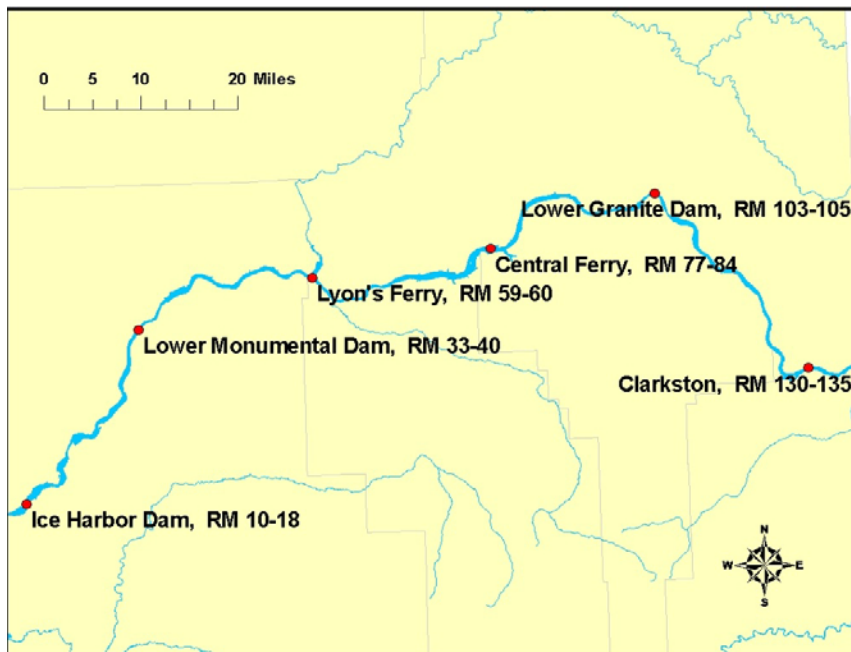 0 5 10 20 Miles
Lower Granite Dam, RM 103-105
Central Ferry, RM 77-84
Lyon's Ferry, RM 59-60
Lower Monumental Dam, RM 33-40
Clarkston, RM 130-135
Ice Harbor Dam, RM 10-18
N
W E
S